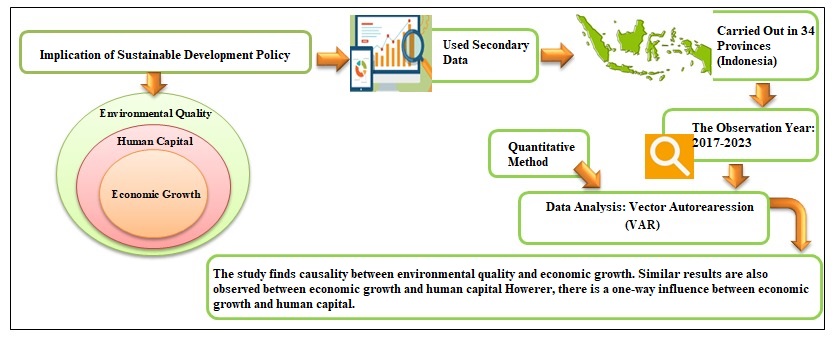 Implication of Sustainable Development Policy
Environmental Quality
Human Capital
Economic Growth
Used Secondary
Data
Carried Out in 34
Provinces
(Indonesia)
The Observation Year:
2017-2023
Quantitative
Method
Data Analysis: Vector Autorearession
(VAR)
The study finds causality between environmental quality and economic growth. Similar results are also
observed between economic growth and human capital Howerer, there is a one-way influence between economic
growth and human capital.